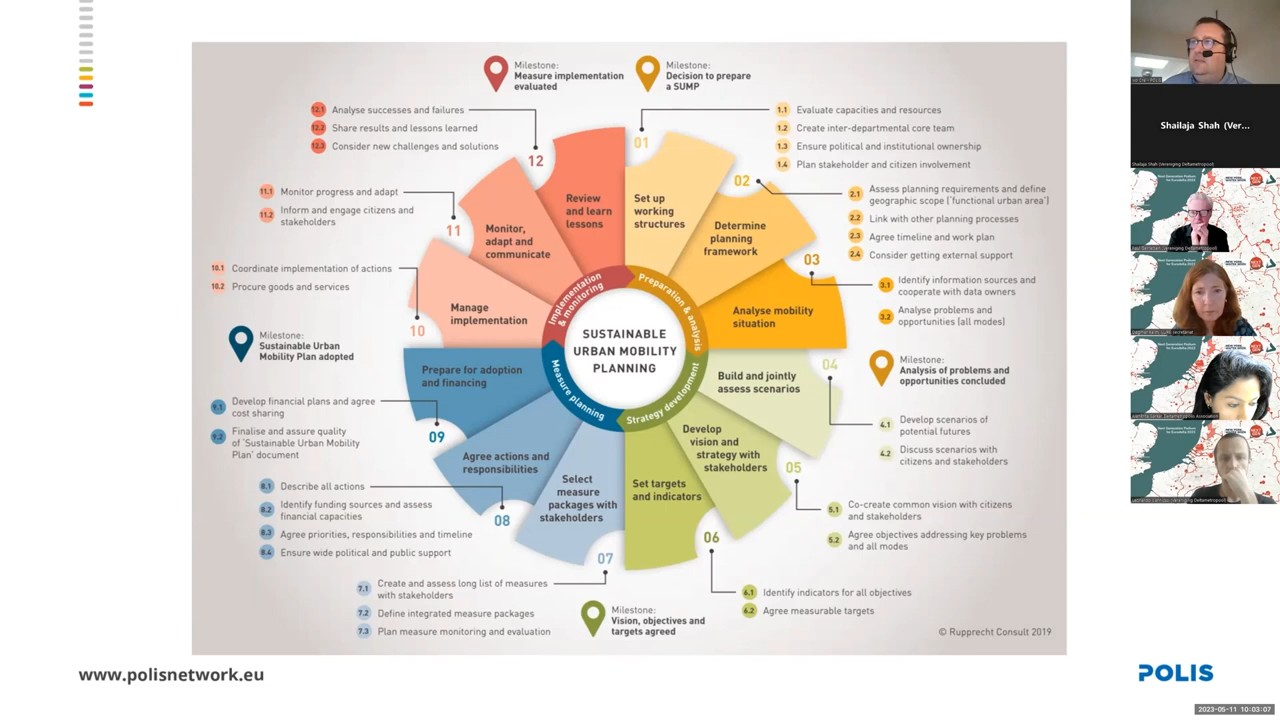 Milestone:
Measure implementation
evaluated
Milestone:
Decision to prepare
a SUMP
12.1 Analyse successes and failures
12.2 Share results and lessons learned
12.3 Consider new challenges and solutions
1.1 Evaluate capacities and resources
1.2 Create inter-departmental core team
1.3 Ensure political and institutional ownership
1.4 Plan stakeholder and citizen involvement
11.1 Monitor progress and adapt
11.2 Inform and engage citizens and
stakeholders
2.1 Assess planning requirements and define
geographic scope ('functional urban area')
2.2 Link with other planning processes
2.3 Agree timeline and work plan
2.4 Consider getting external support
10.1 Coordinate implementation of actions
10.2 Procure goods and services
3.1 Identify information sources and
cooperate with data owners
3.2 Analyse problems and
opportunities (all modes)
Milestone:
Sustainable Urban
Mobility Plan adopted
Milestone:
Analysis of problems and
opportunities concluded
9.1 Develop financial plans and agree
cost sharing
9.2 Finalise and assure quality
of 'Sustainable Urban Mobility
Plan' document
4.1 Develop scenarios of
potential futures
4.2 Discuss scenarios with
citizens and stakeholders
8.1 Describe all actions
8.2 Identify funding sources and assess
financial capacities
8.3 Agree priorities, responsibilities and timeline
8.4 Ensure wide political and public support
5.1 Co-create common vision with citizens
and stakeholders
5.2 Agree objectives addressing key problems
and all modes
7.1 Create and assess long list of measures
with stakeholders
7.2 Define integrated measure packages
7.3 Plan measure monitoring and evaluation
Milestone:
Vision, objectives and
targets agreed
6.1 Identify indicators for all objectives
6.2 Agree measurable targets
01
Set up
working
structures
02
Determine
planning
framework
03
Analyse mobility
situation
04
Build and jointly
assess scenarios
05
Develop
vision and
strategy with
stakeholders
06
Set targets
and indicators
07
Select
measure
packages with
stakeholders
08
Agree actions and
responsibilities
09
Prepare for adoption
and financing
10
Manage
implementation
11
Monitor,
adapt and
communicate
12
Review
and learn
lessons
Preparation & analysis
Strategy development
Measure planning
Implementation
& monitoring
SUSTAINABLE
URBAN MOBILITY
PLANNING
© Rupprecht Consult 2019
www.polisnetwork.eu
POLIS
Shailaja Shah (Ver...
Shailaja Shah (Vereniging Deltametropool)
2023-05-11 10:03:07